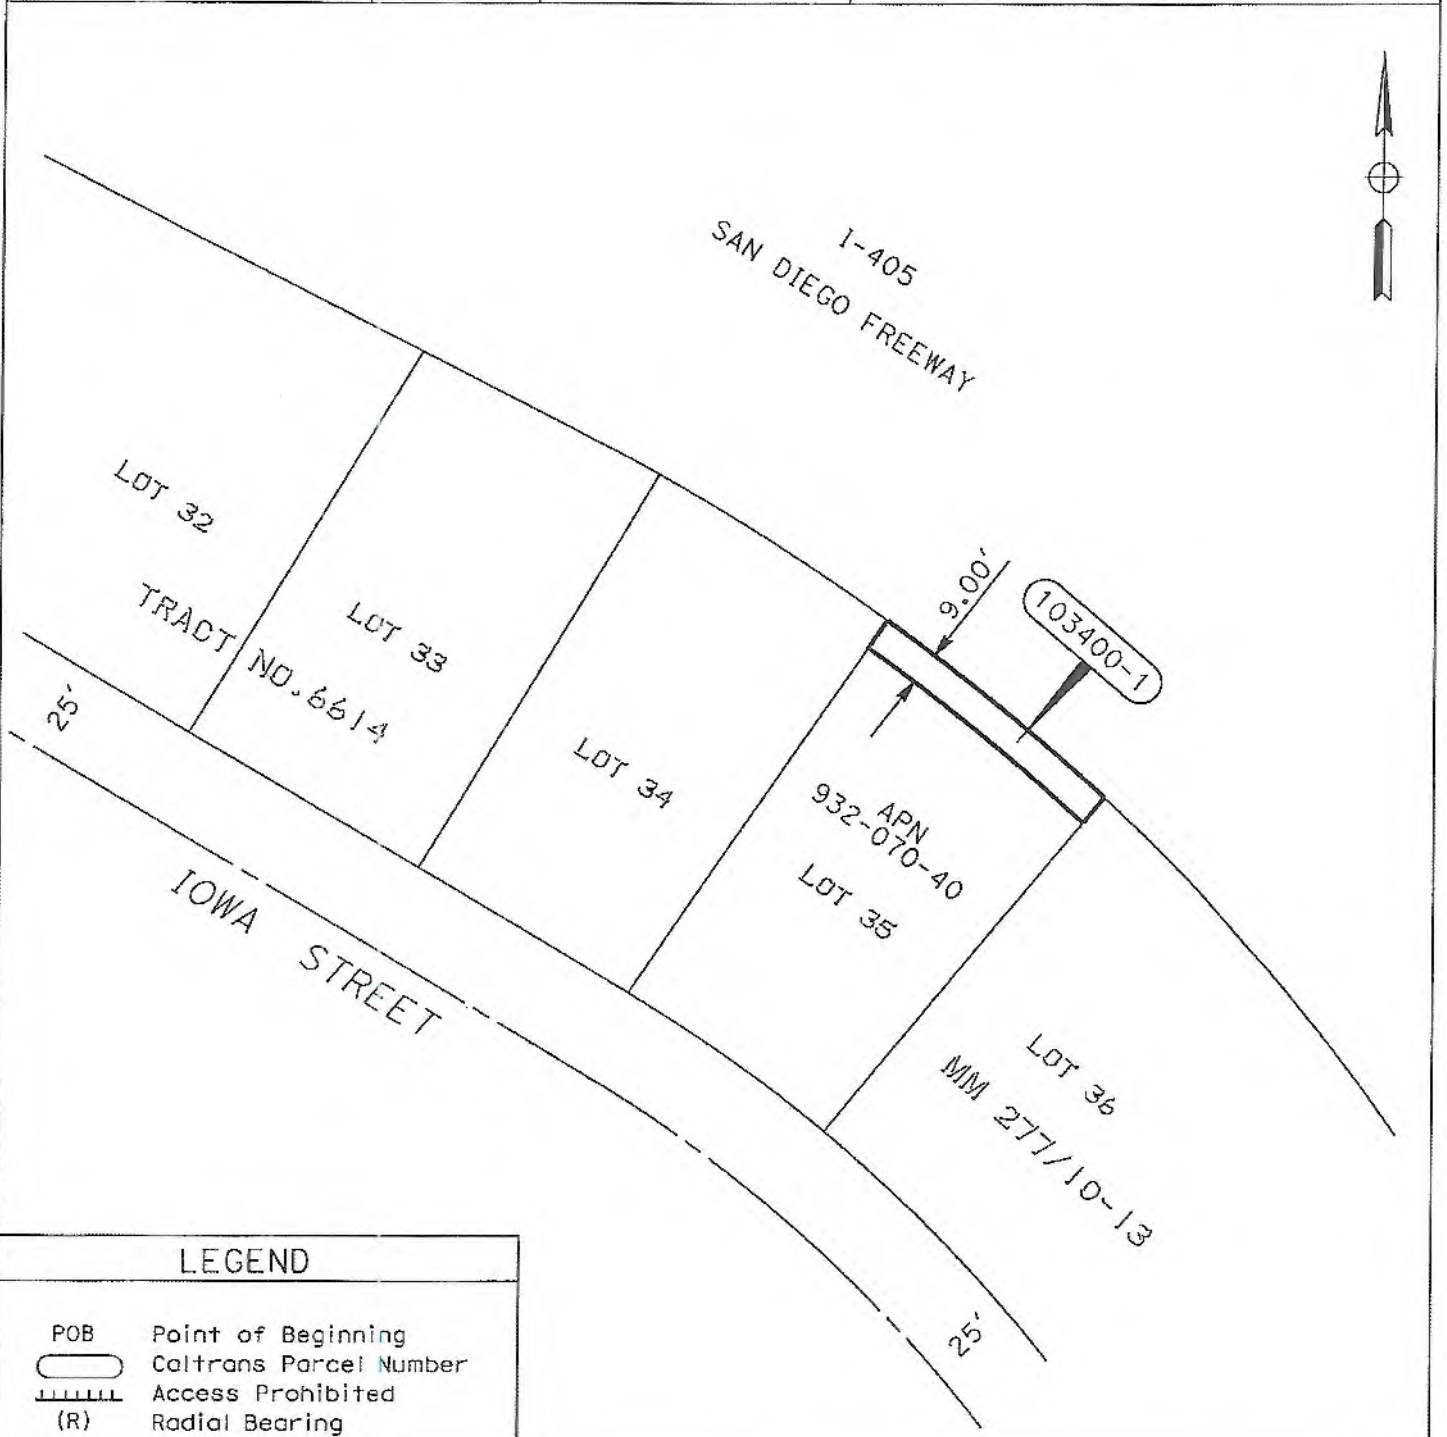 I-405
SAN DIEGO FREEWAY
LOT 32
TRACT NO. 6614
LOT 33
LOT 34
9.00'
103400-1
APN
932-070-40
LOT 35
LOT 36
MM 277/10-13
25'
IOWA STREET
25'
LEGEND
POB Point of Beginning
Caltrans Parcel Number
Access Prohibited
(R) Radial Bearing